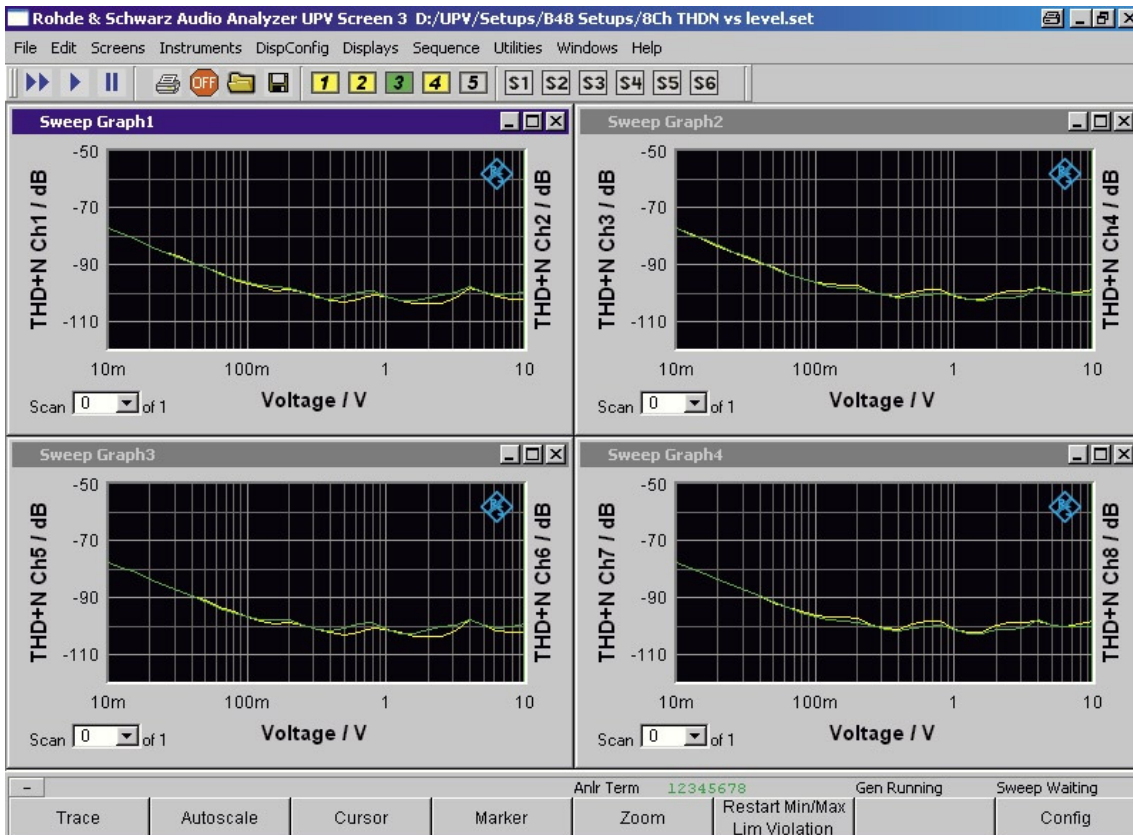 Rohde & Schwarz Audio Analyzer UPV Screen 3 D:/UPV/Setups/B48 Setups/8Ch THDN vs level.set
File Edit Screens Instruments DispConfig Displays Sequence Utilities Windows Help
OFF 1 2 3 4 5 S1 S2 S3 S4 S5 S6
Sweep Graph1
THD+N Ch1 / dB
-50
-70
-90
-110
THD+N Ch2 / dB
10m 100m 1 10
Voltage / V
Scan 0 of 1
Sweep Graph2
THD+N Ch3 / dB
-50
-70
-90
-110
THD+N Ch4 / dB
10m 100m 1 10
Voltage / V
Scan 0 of 1
Sweep Graph3
THD+N Ch5 / dB
-50
-70
-90
-110
THD+N Ch6 / dB
10m 100m 1 10
Voltage / V
Scan 0 of 1
Sweep Graph4
THD+N Ch7 / dB
-50
-70
-90
-110
THD+N Ch8 / dB
10m 100m 1 10
Voltage / V
Scan 0 of 1
Anlr Term 12345678 Gen Running Sweep Waiting
Trace Autoscale Cursor Marker Zoom Restart Min/Max
Lim Violation
Config